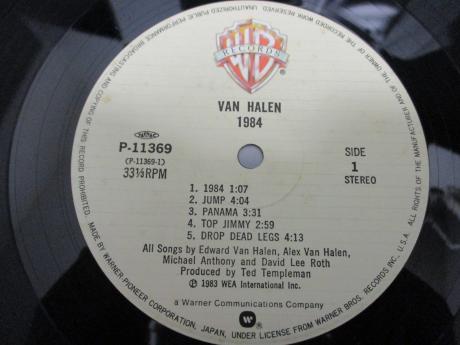 WB
RECORDS
VAN HALEN
1984
P-11369
(P-11369-1)
33⅓RPM
SIDE
1
STEREO
1. 1984 1:07
2. JUMP 4:04
3. PANAMA 3:31
4. TOP JIMMY 2:59
5. DROP DEAD LEGS 4:13
All Songs by Edward Van Halen, Alex Van Halen,
Michael Anthony and David Lee Roth
Produced by Ted Templeman
Ⓟ 1983 WEA International Inc.
a Warner Communications Company
MADE BY WARNER-PIONEER CORPORATION, JAPAN, UNDER LICENSE FROM WARNER BROS. RECORDS INC., U.S.A.
ALL RIGHTS OF THE MANUFACTURER AND OF THE OWNER OF THE RECORDED WORK RESERVED. UNAUTHORIZED PUBLIC PERFORMANCE BROADCASTING AND COPYING OF THIS RECORD PROHIBITED.